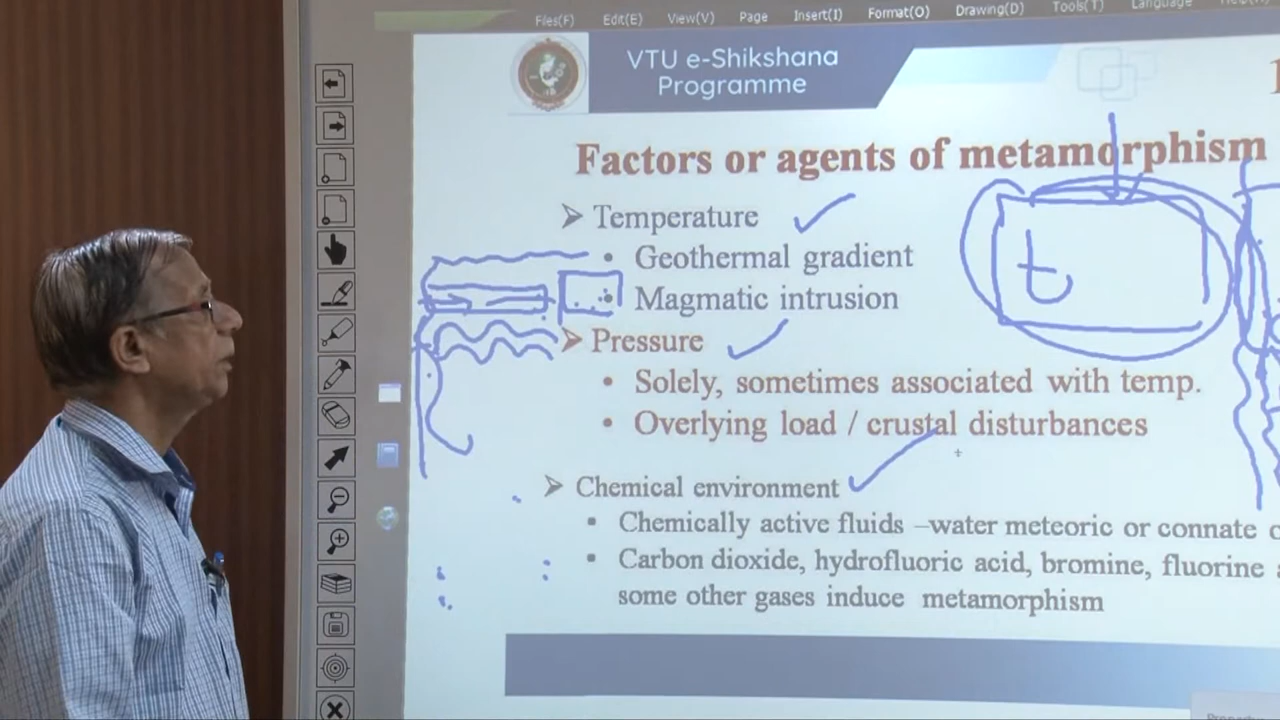 Files(F) Edit(E) View(V) Page Insert(I) Format(O) Drawing(D) Tools(T) Language
VTU e-Shikshana
Programme
Factors or agents of metamorphism
➢ Temperature
• Geothermal gradient
• Magmatic intrusion
t
➢ Pressure
• Solely, sometimes associated with temp.
• Overlying load / crustal disturbances
➢ Chemical environment
▪ Chemically active fluids –water meteoric or connate
▪ Carbon dioxide, hydrofluoric acid, bromine, fluorine
some other gases induce metamorphism